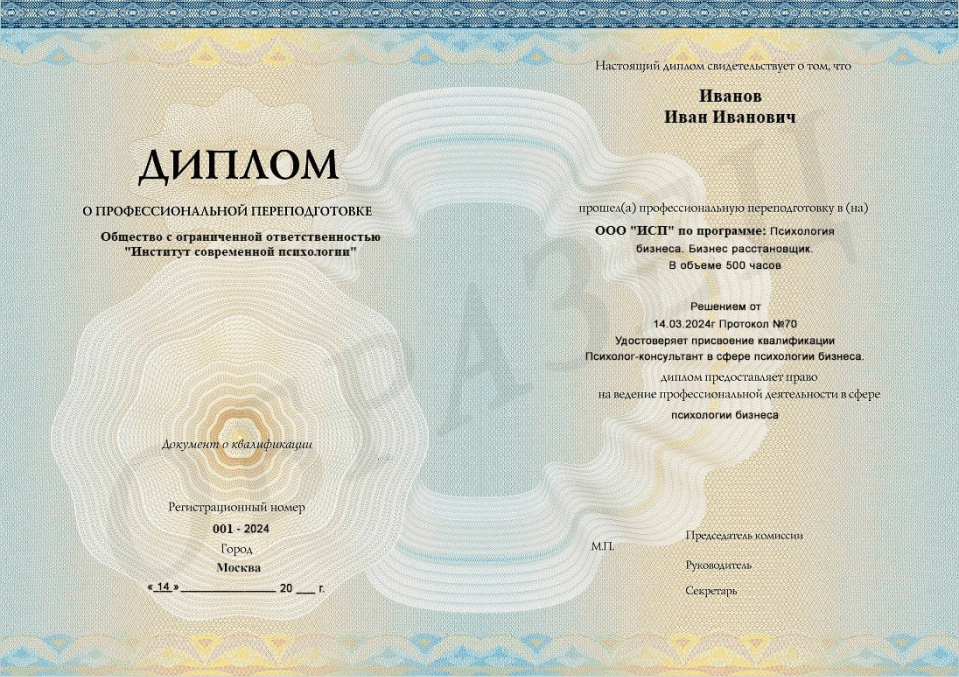 ДИПЛОМ
О ПРОФЕССИОНАЛЬНОЙ ПЕРЕПОДГОТОВКЕ
Общество с ограниченной ответственностью
"Институт современной психологии"
Документ о квалификации
Регистрационный номер
001 - 2024
Город
Москва
«_14_»________________ 20 ___ г.
Настоящий диплом свидетельствует о том, что
Иванов
Иван Иванович
прошел(а) профессиональную переподготовку в (на)
ООО "ИСП" по программе: Психология
бизнеса. Бизнес расстановщик.
В объеме 500 часов
Решением от
14.03.2024г Протокол №70
Удостоверяет присвоение квалификации
Психолог-консультант в сфере психологии бизнеса.
диплом предоставляет право
на ведение профессиональной деятельности в сфере
психологии бизнеса
М.П.
Председатель комиссии
Руководитель
Секретарь
ОБРАЗЕЦ